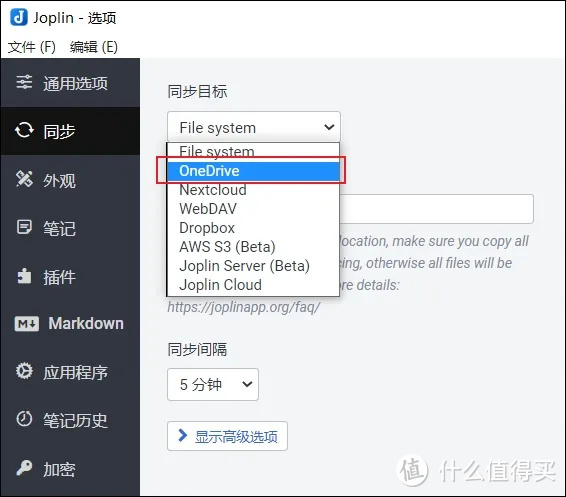 Joplin - 选项
文件 (F) 编辑 (E)
通用选项
同步
外观
笔记
插件
Markdown
应用程序
笔记历史
加密
同步目标
File system
File system
OneDrive
Nextcloud
WebDAV
Dropbox
AWS S3 (Beta)
Joplin Server (Beta)
Joplin Cloud
location, make sure you copy all
cing, otherwise all files will be
ore details:
https://joplinapp.org/faq/
同步间隔
5 分钟
显示高级选项
值 什么值得买